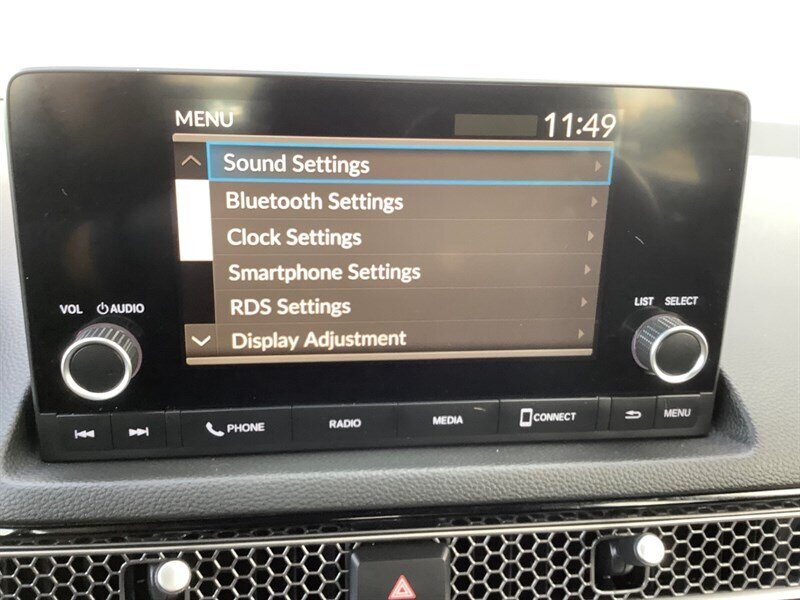 MENU 11:49
Sound Settings
Bluetooth Settings
Clock Settings
Smartphone Settings
RDS Settings
Display Adjustment
VOL AUDIO
LIST SELECT
PHONE RADIO MEDIA CONNECT MENU